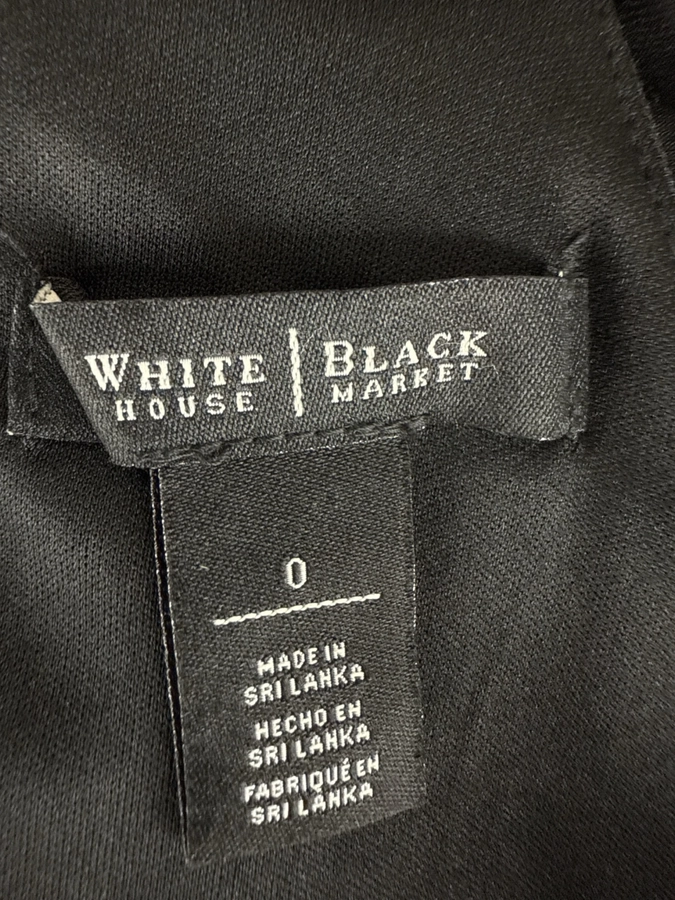 WHITE | BLACK
HOUSE | MARKET
0
MADE IN
SRI LANKA
HECHO EN
SRI LANKA
FABRIQUÉ EN
SRI LANKA